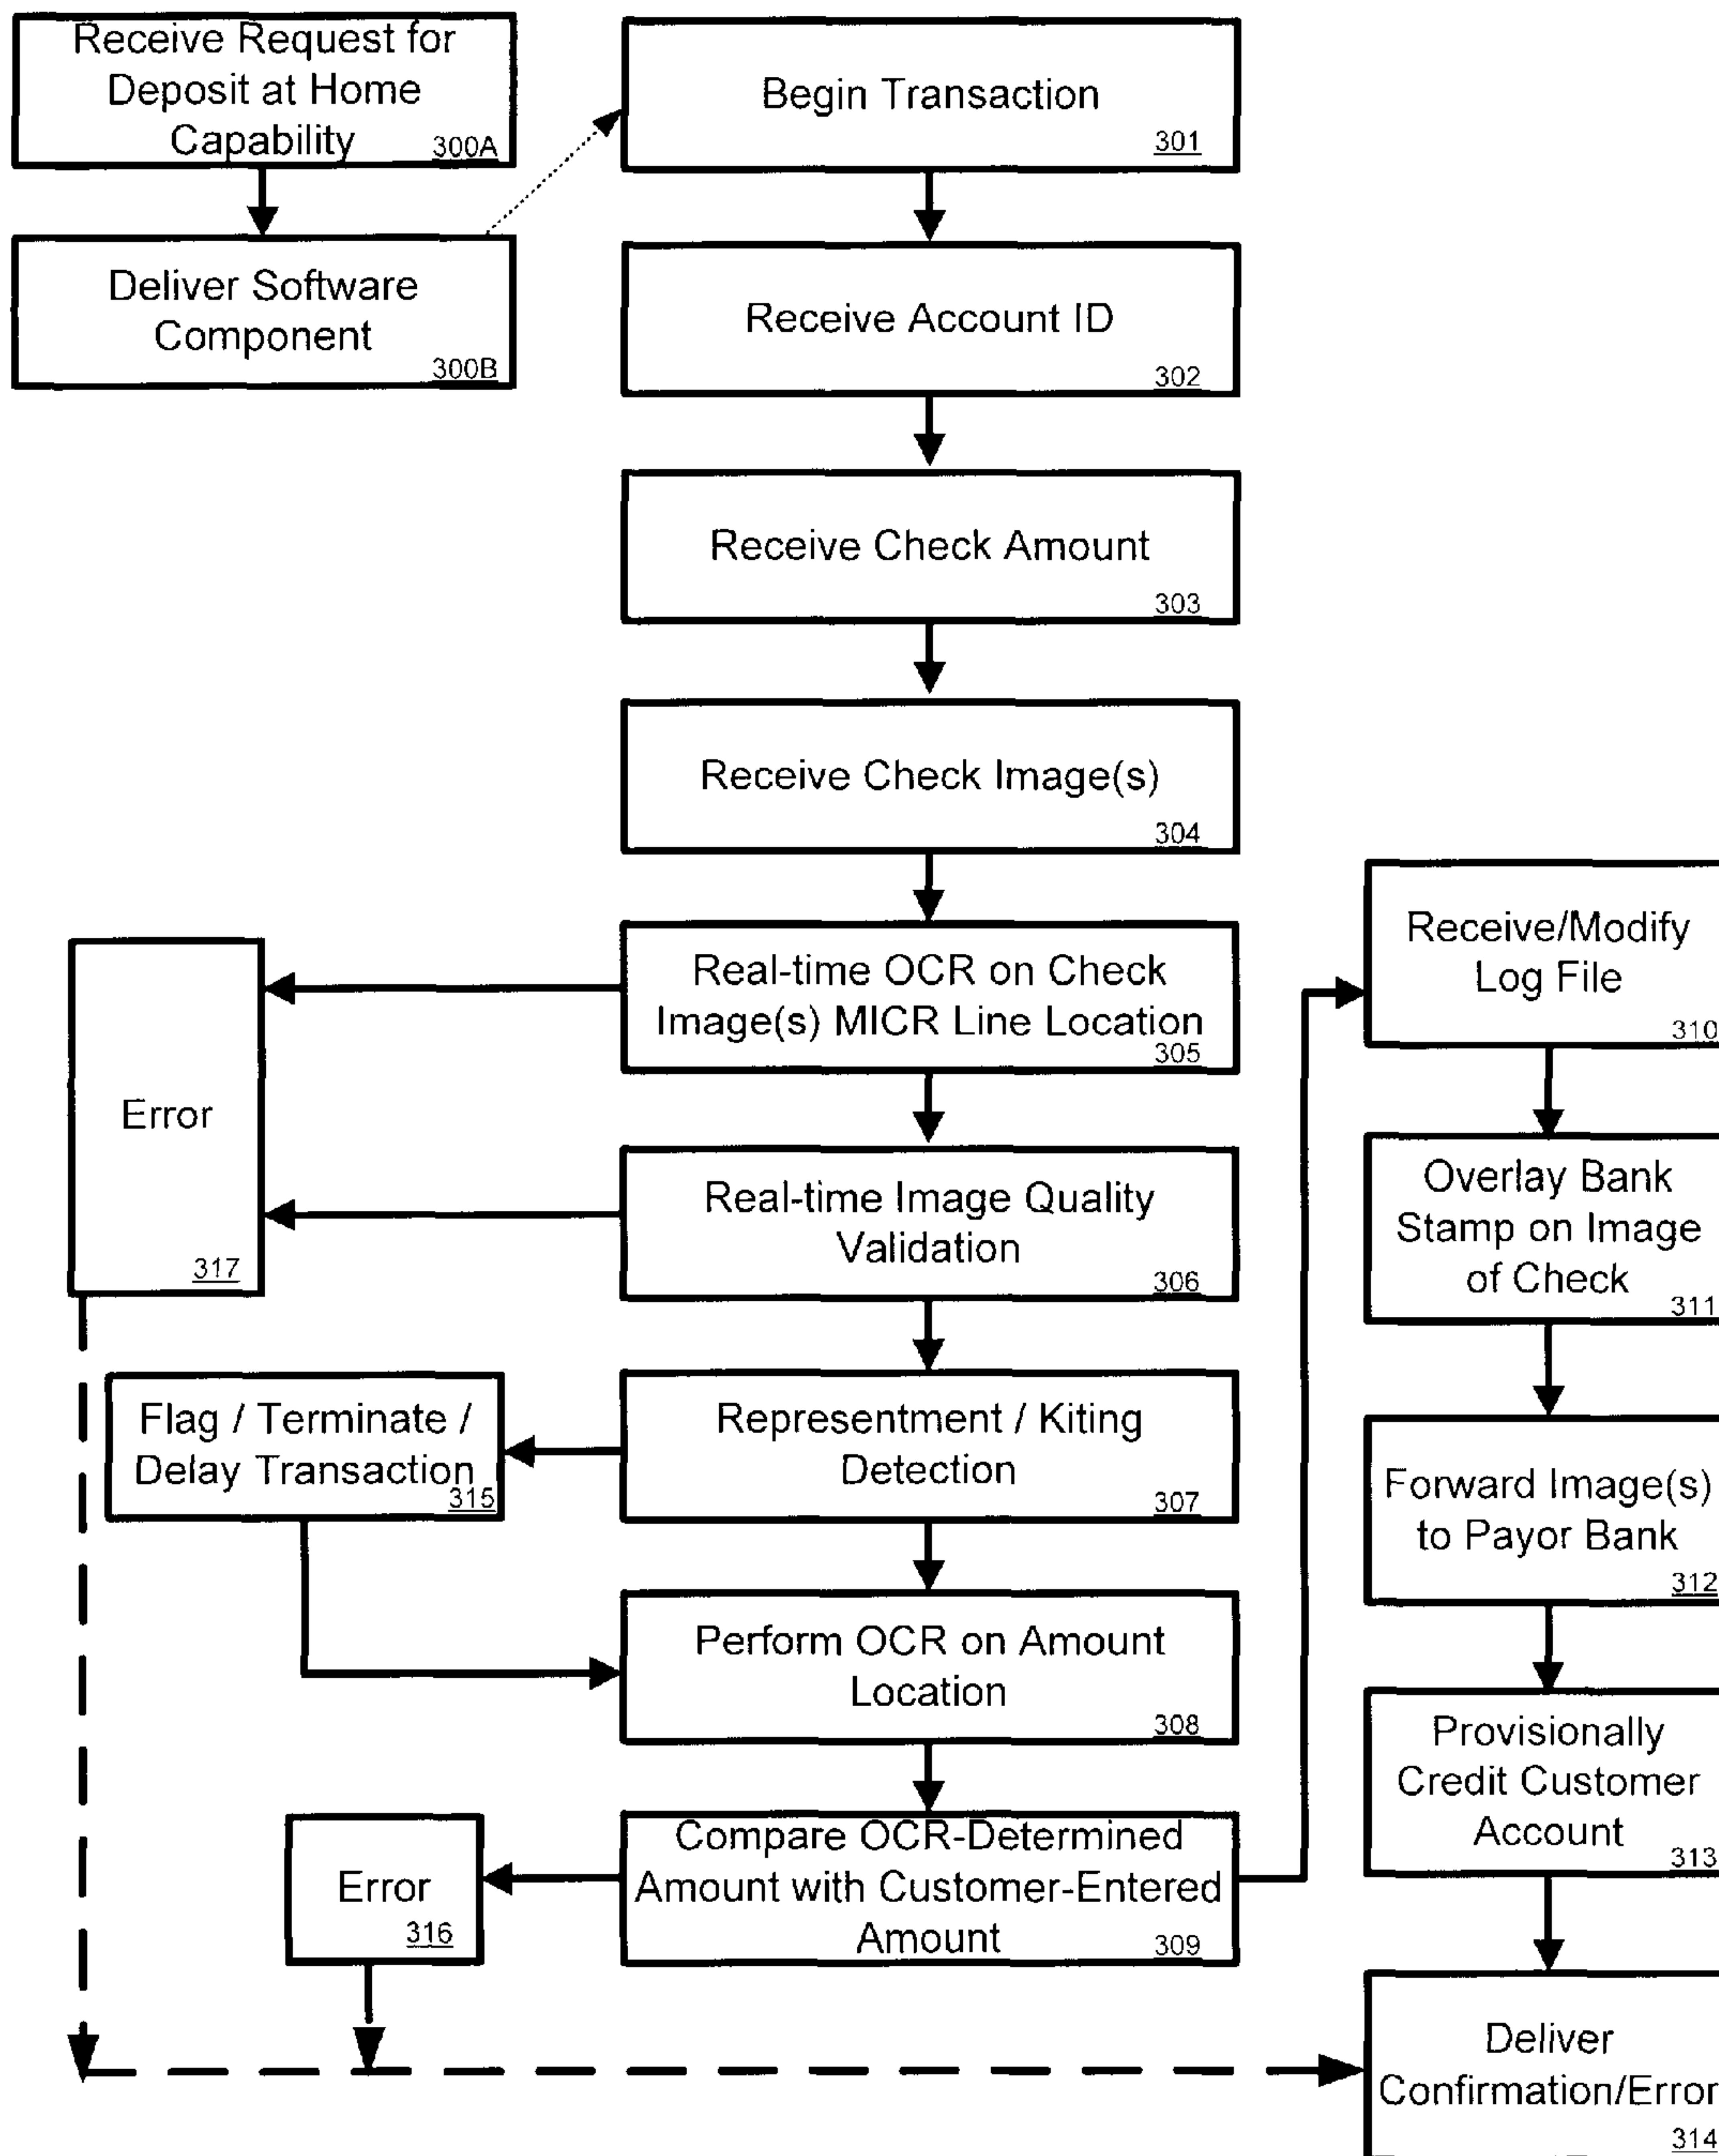 Receive Request for
Deposit at Home
Capability
300A
Deliver Software
Component
300B
Begin Transaction
301
Receive Account ID
302
Receive Check Amount
303
Receive Check Image(s)
304
Real-time OCR on Check
Image(s) MICR Line Location
305
Real-time Image Quality
Validation
306
Error
317
Representment / Kiting
Detection
307
Flag / Terminate /
Delay Transaction
315
Perform OCR on Amount
Location
308
Compare OCR-Determined
Amount with Customer-Entered
Amount
309
Error
316
Receive/Modify
Log File
310
Overlay Bank
Stamp on Image
of Check
311
Forward Image(s)
to Payor Bank
312
Provisionally
Credit Customer
Account
313
Deliver
Confirmation/Error
314